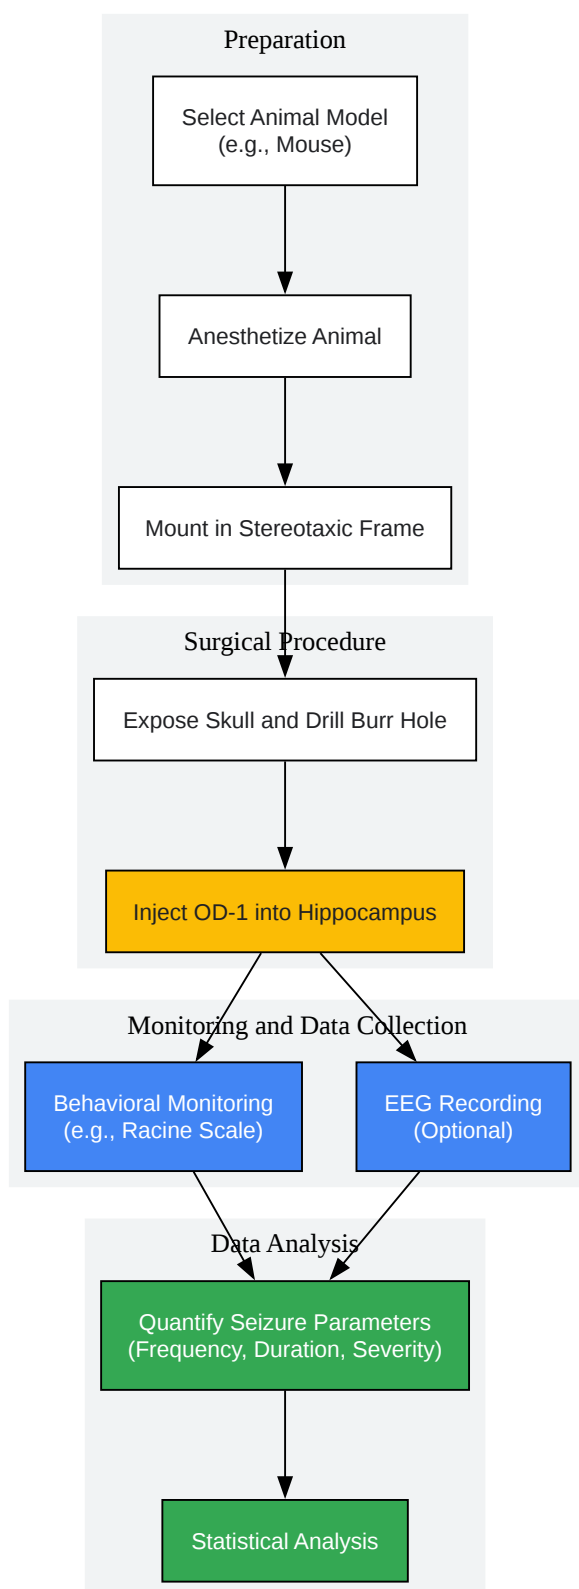 Preparation
Select Animal Model
(e.g., Mouse)
Anesthetize Animal
Mount in Stereotaxic Frame
Surgical Procedure
Expose Skull and Drill Burr Hole
Inject OD-1 into Hippocampus
Monitoring and Data Collection
Behavioral Monitoring
(e.g., Racine Scale)
EEG Recording
(Optional)
Data Analysis
Quantify Seizure Parameters
(Frequency, Duration, Severity)
Statistical Analysis